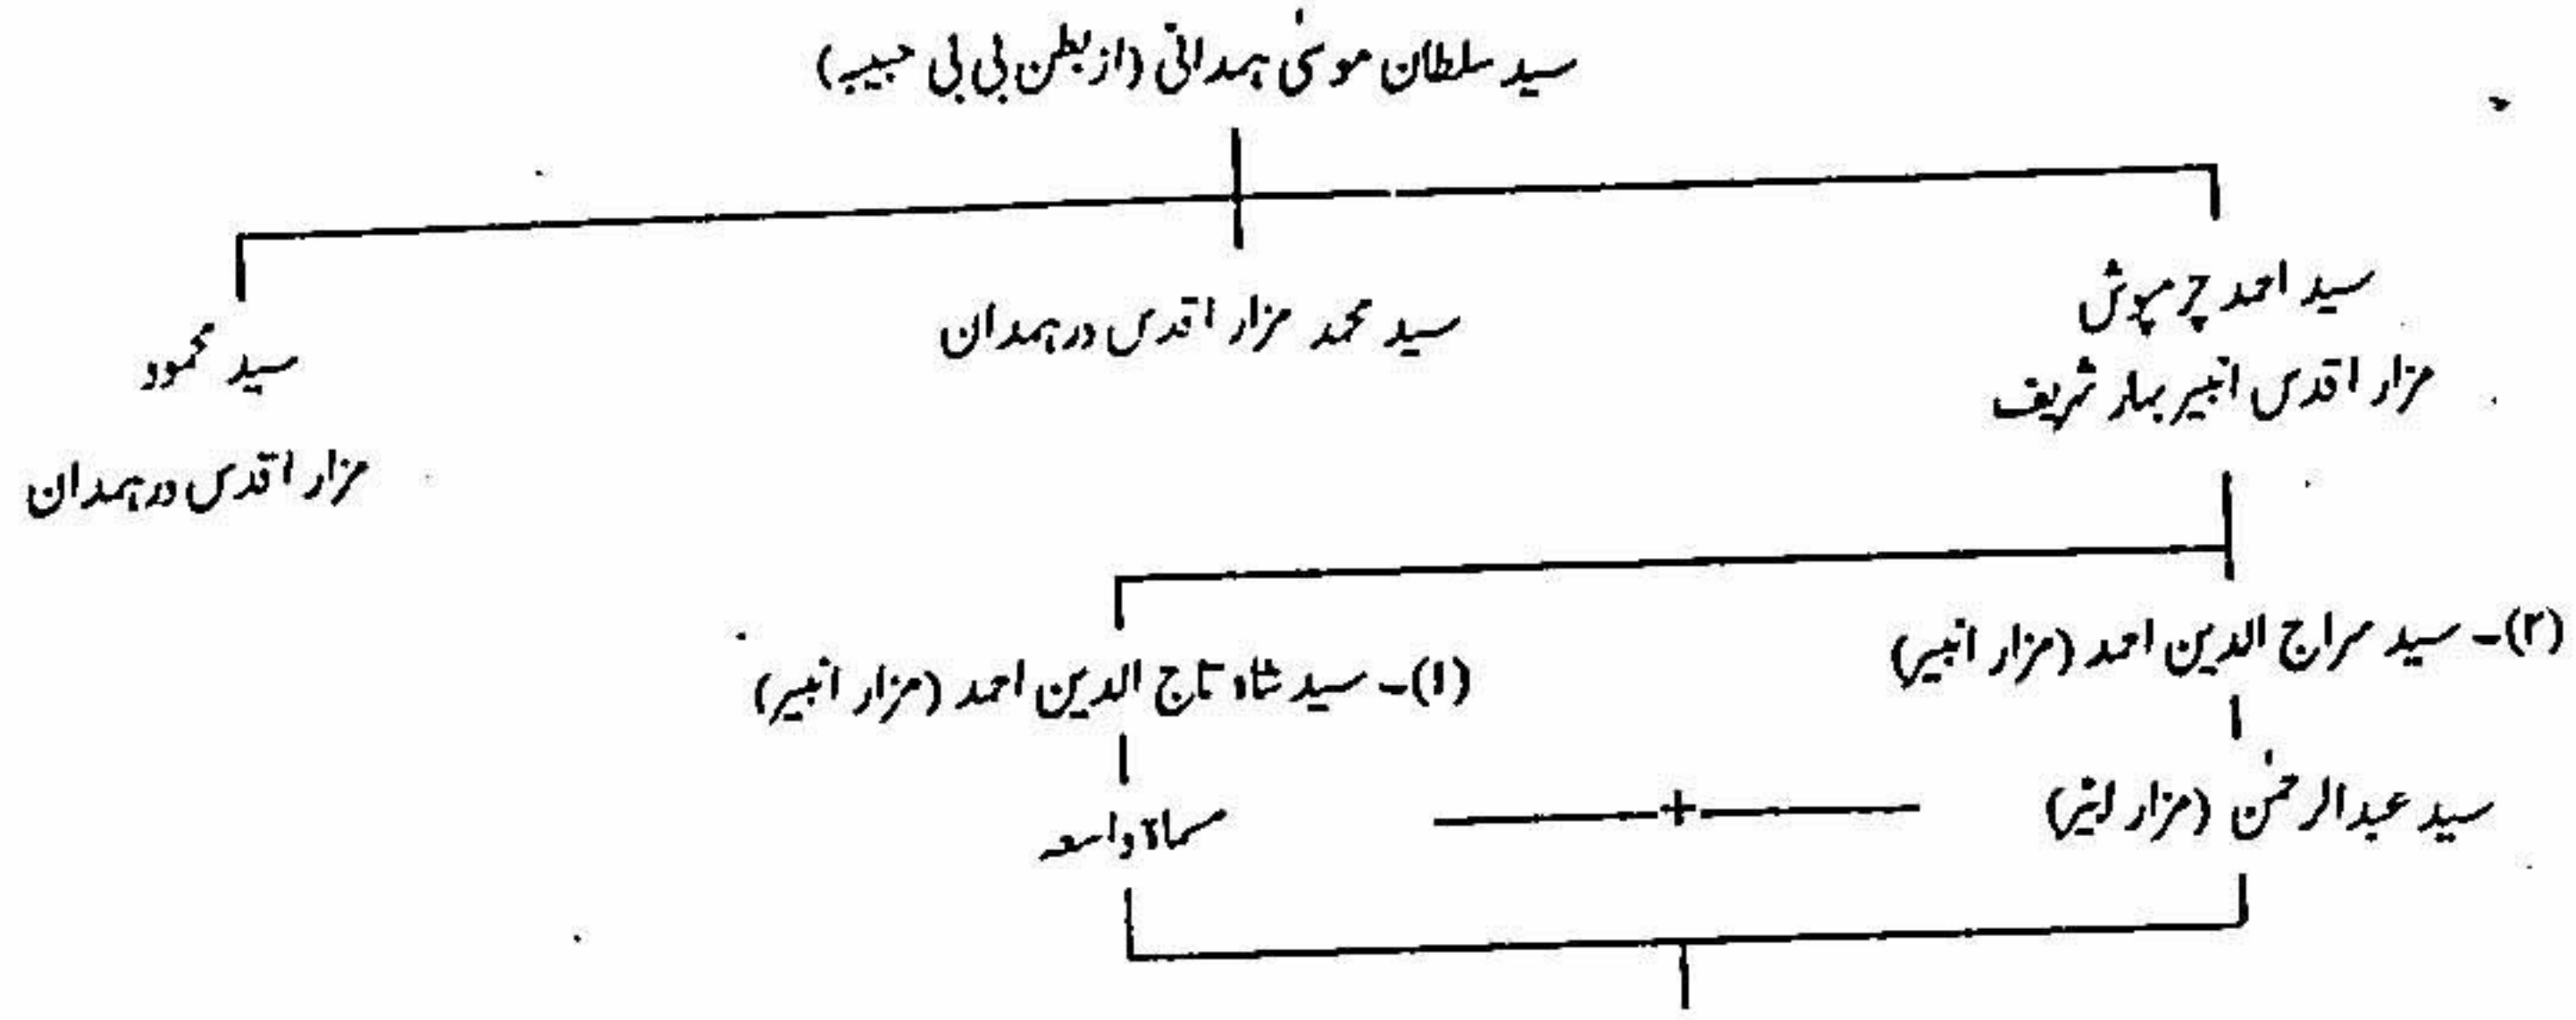 سید سلطان موسیٰ ہمدانی (از بطن بی بی حبیبہ)
سید احمد چرمپوش
مزار اقدس انبیر بہار شریف
سید محمد مزار اقدس در ہمدان
سید محمود
مزار اقدس در ہمدان
(۲)۔ سید سراج الدین احمد (مزار انبیر)
(۱)۔ سید شاہ تاج الدین احمد (مزار انبیر)
سید عبدالرحمٰن (مزار
+
مسماۃ واسعہ